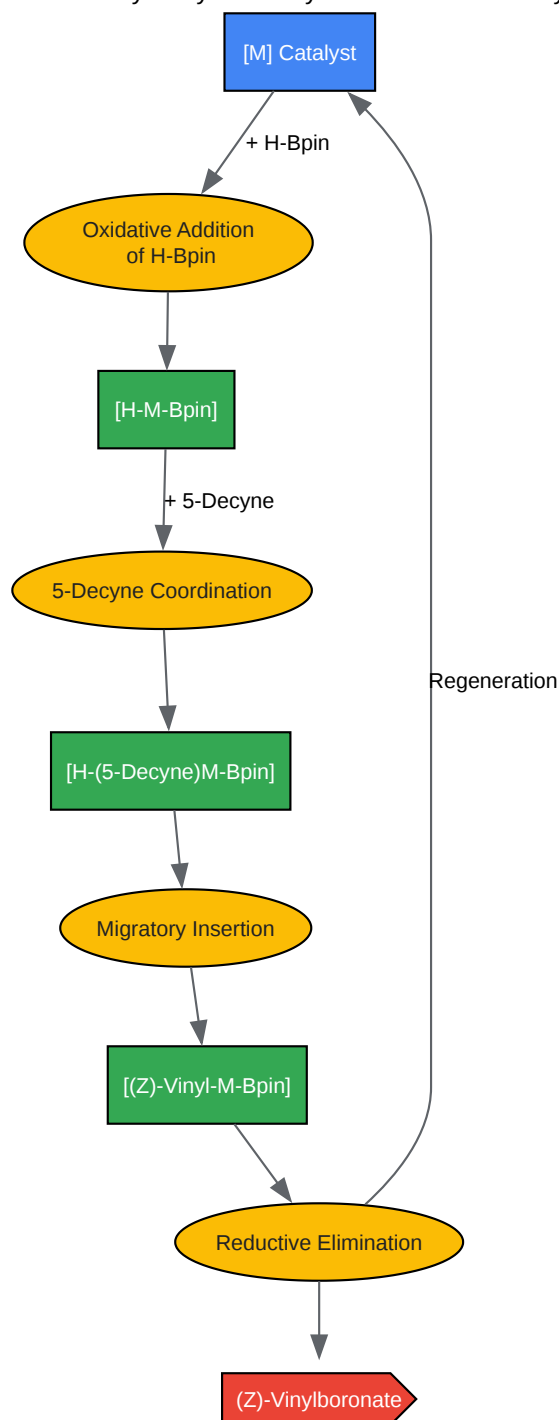 [M] Catalyst
+ H-Bpin
Oxidative Addition
of H-Bpin
[H-M-Bpin]
+ 5-Decyne
5-Decyne Coordination
Regeneration
[H-(5-Decyne)M-Bpin]
Migratory Insertion
[(Z)-Vinyl-M-Bpin]
Reductive Elimination
(Z)-Vinylboronate